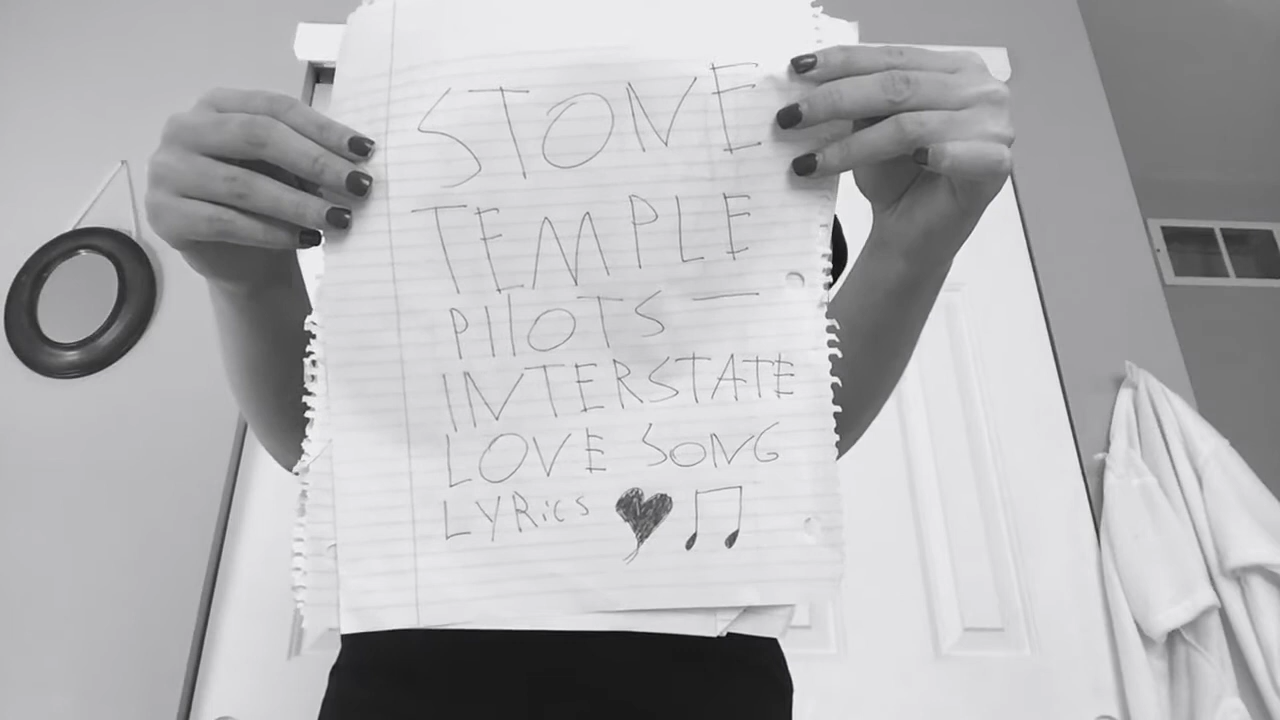 STONE
TEMPLE
PIlOTS —
INTERSTATE
LOVE SONG
LYRiCS ♥ ♫